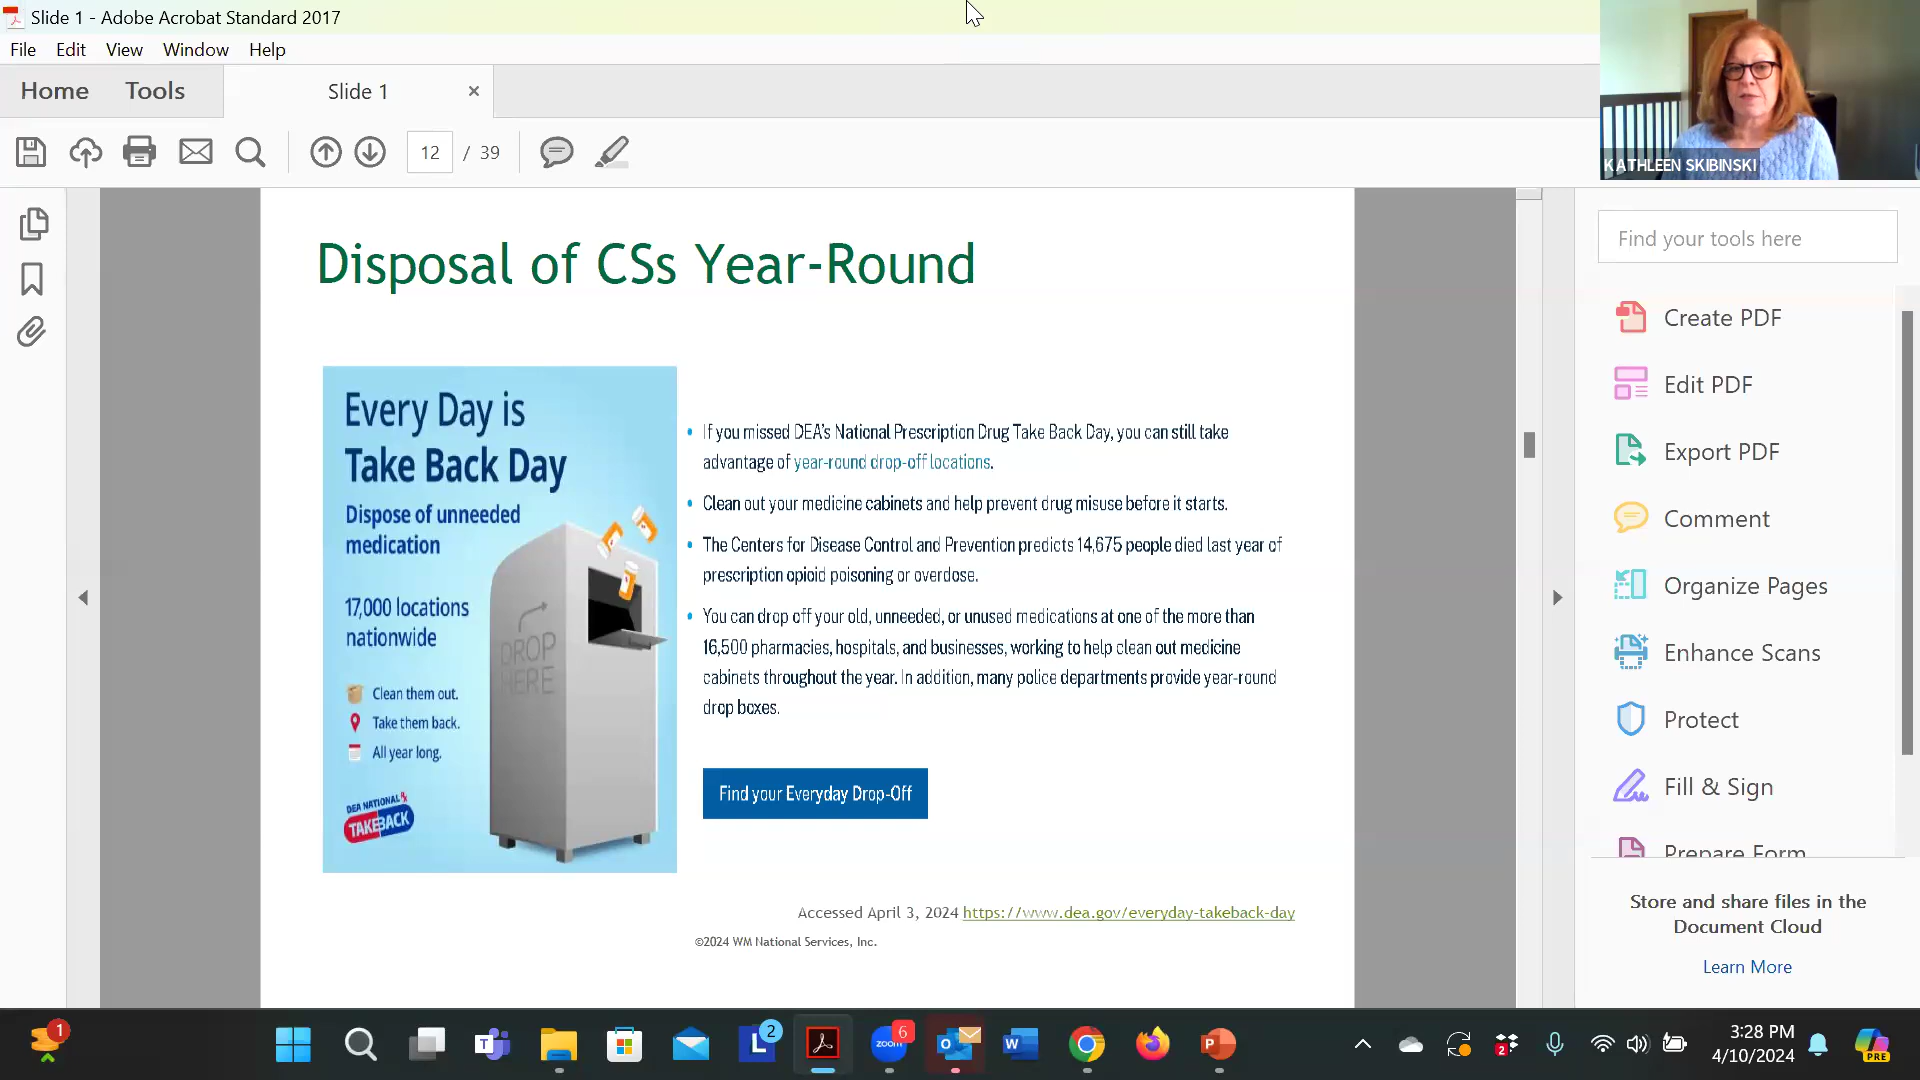 Slide 1 - Adobe Acrobat Standard 2017
File Edit View Window Help
Home Tools Slide 1 ×
12 / 39
KATHLEEN SKIBINSKI
Disposal of CSs Year-Round
Every Day is
Take Back Day
Dispose of unneeded
medication
17,000 locations
nationwide
DROP
HERE
Clean them out.
Take them back.
All year long.
DEA NATIONAL Rx
TAKEBACK
• If you missed DEA's National Prescription Drug Take Back Day, you can still take
advantage of year-round drop-off locations.
• Clean out your medicine cabinets and help prevent drug misuse before it starts.
• The Centers for Disease Control and Prevention predicts 14,675 people died last year of
prescription opioid poisoning or overdose.
• You can drop off your old, unneeded, or unused medications at one of the more than
16,500 pharmacies, hospitals, and businesses, working to help clean out medicine
cabinets throughout the year. In addition, many police departments provide year-round
drop boxes.
Find your Everyday Drop-Off
Accessed April 3, 2024 https://www.dea.gov/everyday-takeback-day
©2024 WM National Services, Inc.
Find your tools here
Create PDF
Edit PDF
Export PDF
Comment
Organize Pages
Enhance Scans
Protect
Fill & Sign
Prepare Form
Store and share files in the
Document Cloud
Learn More
1
T
L 2
zoom 6
O
W
P
2
3:28 PM
4/10/2024
PRE